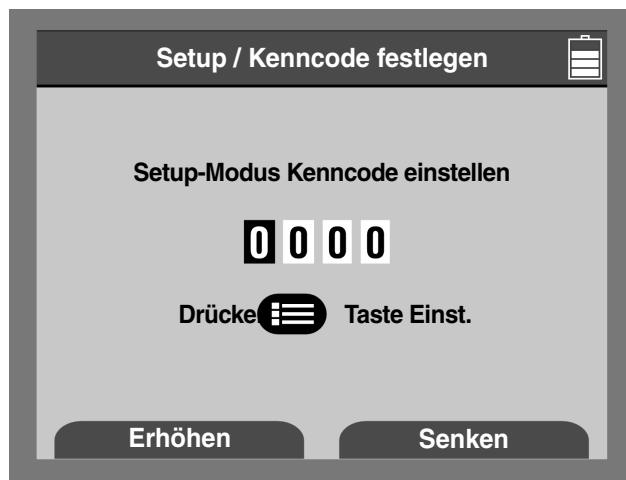 Setup / Kenncode festlegen
Setup-Modus Kenncode einstellen
0 0 0 0
Drücke Taste Einst.
Erhöhen Senken